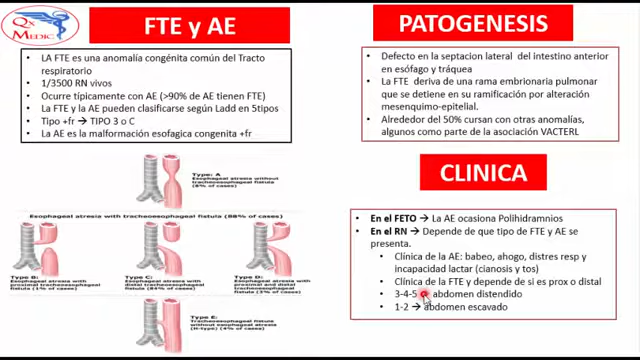 Qx
MEDIC
FTE y AE
LA FTE es una anomalía congénita común del Tracto
respiratorio
1/3500 RN vivos
Ocurre típicamente con AE (>90% de AE tienen FTE)
La FTE y la AE pueden clasificarse según Ladd en 5tipos
Tipo +fr → TIPO 3 o C
La AE es la malformación esofagica congenita +fr
Type: A
Esophageal atresia without
tracheoesophageal fistula
(8% of cases)
Esophageal atresia with tracheoesophageal fistula (88% of cases)
Type B:
Esophageal atresia with
proximal fistula
(1% of cases)
Type C:
Esophageal atresia with
distal fistula
(84% of cases)
Type D:
Esophageal atresia with
proximal and distal fistula
(3% of cases)
Type E:
Tracheoesophageal fistula
without esophageal atresia
(H-type) (4% of cases)
PATOGENESIS
Defecto en la septacion lateral del intestino anterior
en esófago y tráquea
La FTE deriva de una rama embrionaria pulmonar
que se detiene en su ramificación por alteración
mesenquimo-epitelial.
Alrededor del 50% cursan con otras anomalías,
algunos como parte de la asociación VACTERL
CLINICA
En el FETO → La AE ocasiona Polihidramnios
En el RN → Depende de que tipo de FTE y AE se
presenta.
Clínica de la AE: babeo, ahogo, distres resp y
incapacidad lactar (cianosis y tos)
Clínica de la FTE y depende de si es prox o distal
3-4-5 abdomen distendido
1-2 → abdomen escavado